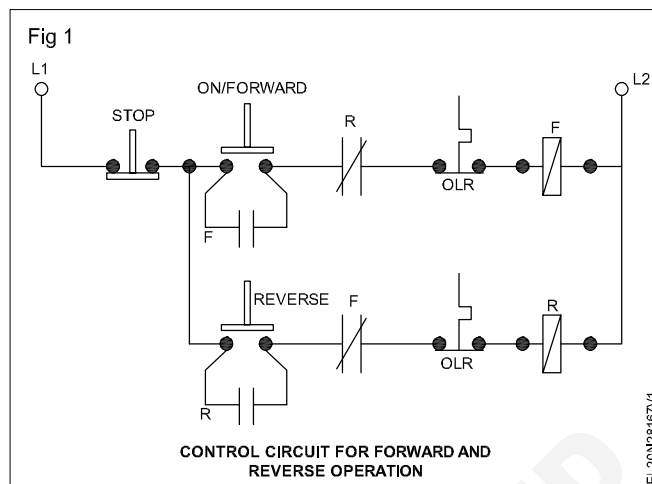 Fig 1
L1
L2
ON/FORWARD
STOP
R
F
OLR
F
REVERSE
F
R
OLR
R
CONTROL CIRCUIT FOR FORWARD AND
REVERSE OPERATION